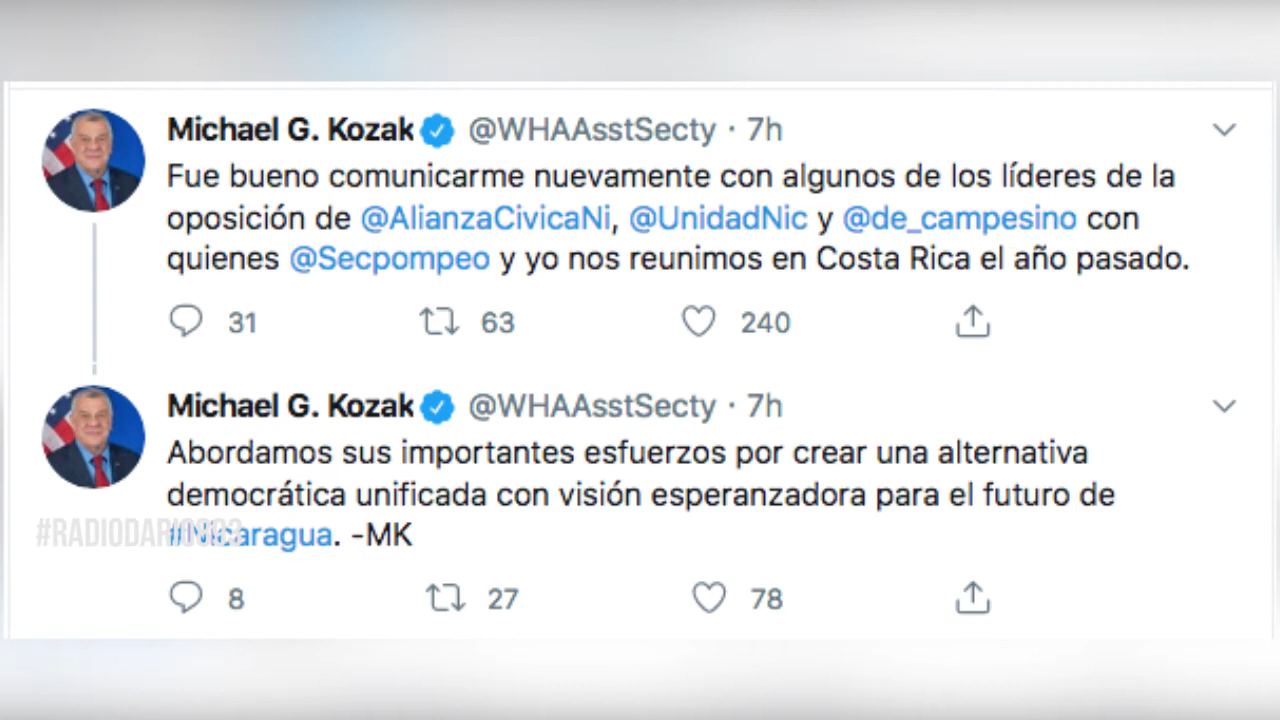 Michael G. Kozak @WHAAsstSecty · 7h
Fue bueno comunicarme nuevamente con algunos de los líderes de la
oposición de @AlianzaCivicaNi, @UnidadNic y @de_campesino con
quienes @Secpompeo y yo nos reunimos en Costa Rica el año pasado.
31 63 240
Michael G. Kozak @WHAAsstSecty · 7h
Abordamos sus importantes esfuerzos por crear una alternativa
democrática unificada con visión esperanzadora para el futuro de
#Nicaragua. -MK
8 27 78